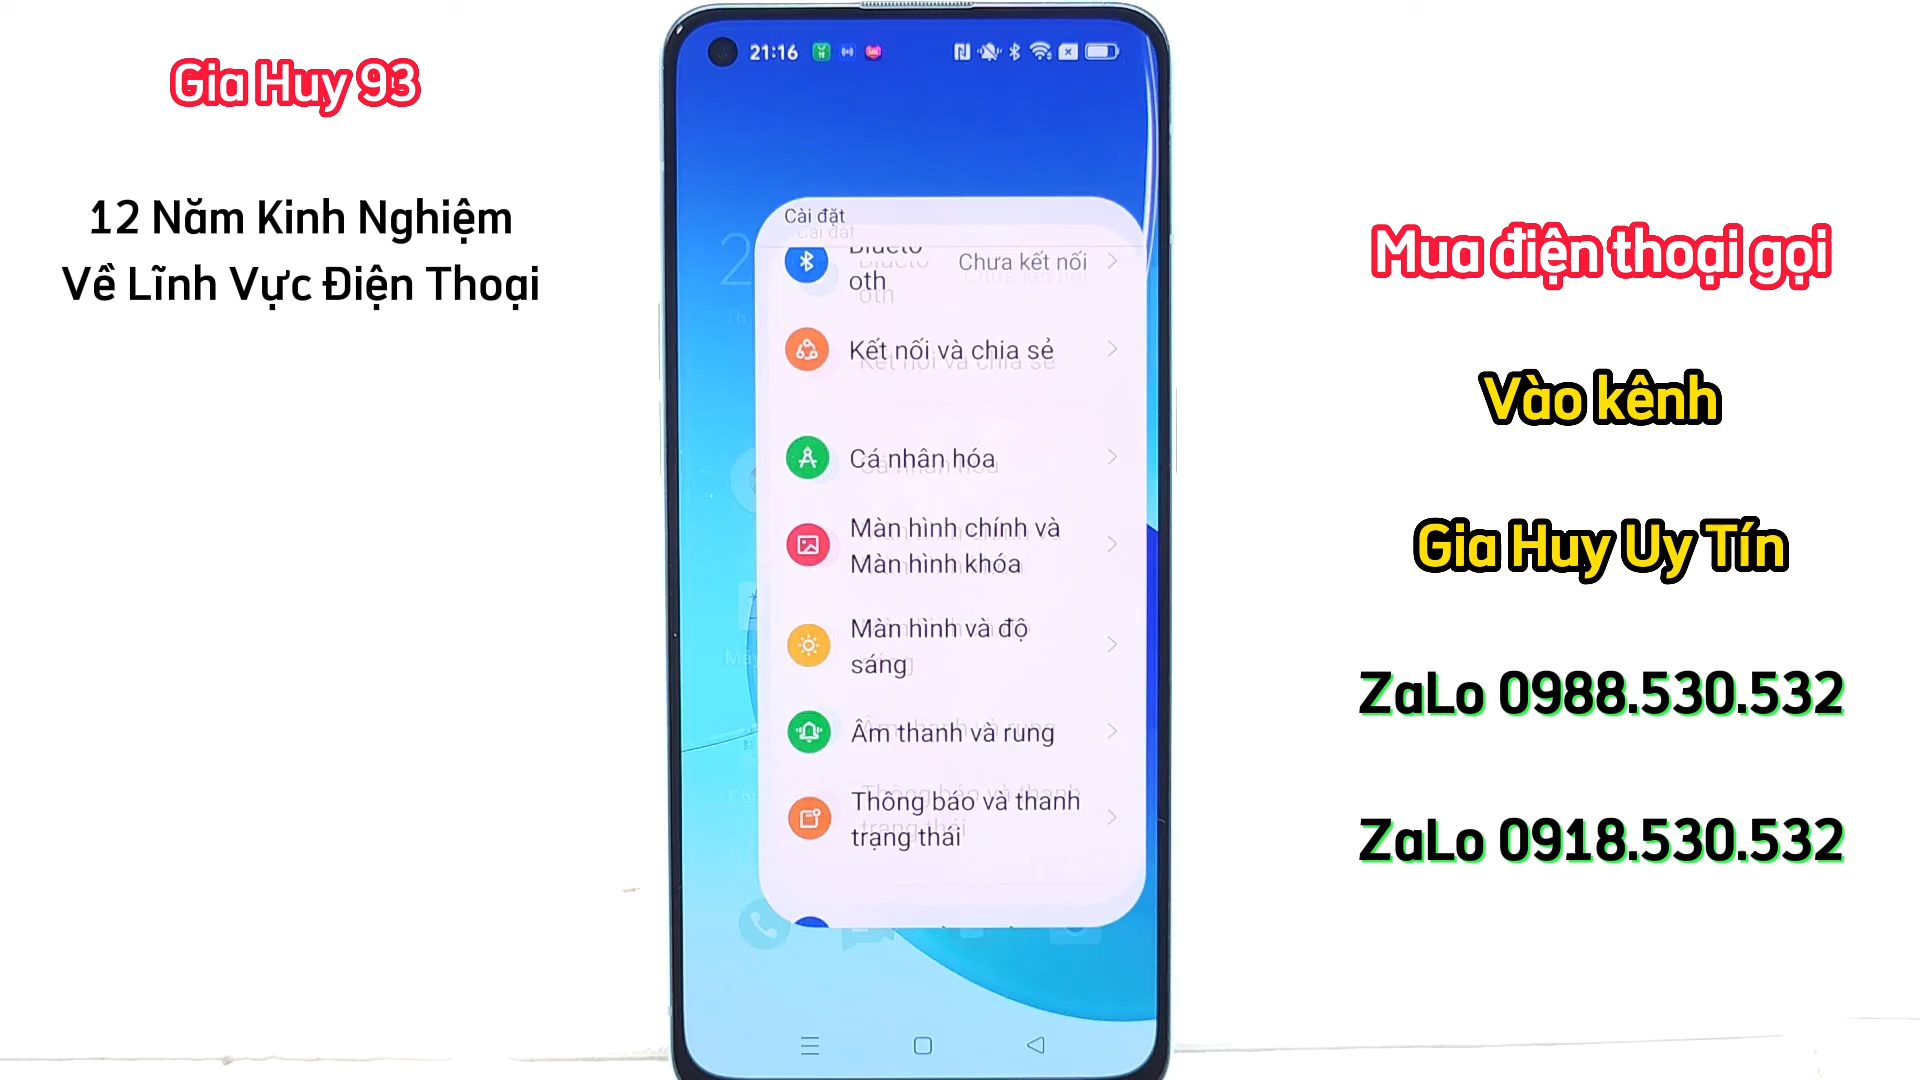 Gia Huy 93
12 Năm Kinh Nghiệm
Về Lĩnh Vực Điện Thoại
21:16
Cài đặt
Blueto
oth
Chưa kết nối
Kết nối và chia sẻ
Cá nhân hóa
Màn hình chính và
Màn hình khóa
Màn hình và độ
sáng
Âm thanh và rung
Thông báo và thanh
trạng thái
Mua điện thoại gọi
Vào kênh
Gia Huy Uy Tín
ZaLo 0988.530.532
ZaLo 0918.530.532